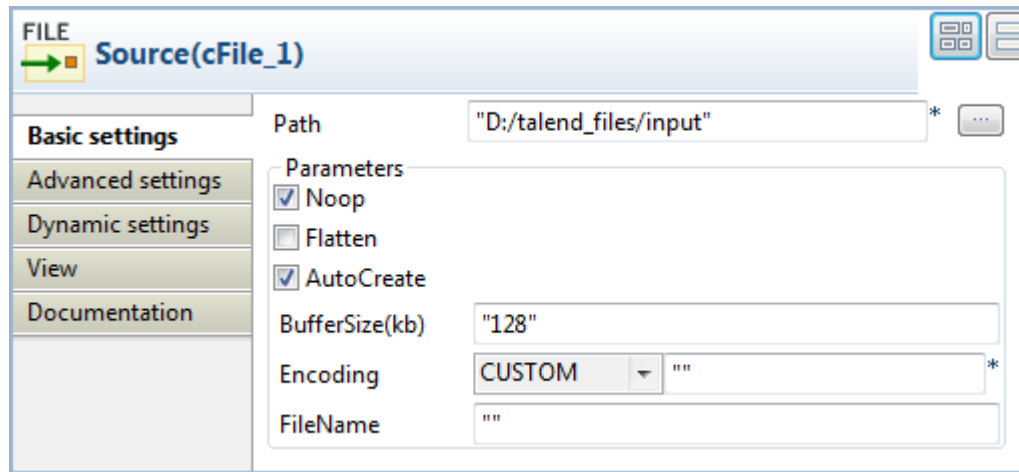 FILE
Source(cFile_1)
Basic settings
Advanced settings
Dynamic settings
View
Documentation
Path "D:/talend_files/input" * ...
Parameters
Noop
Flatten
AutoCreate
BufferSize(kb) "128"
Encoding CUSTOM "" *
FileName ""